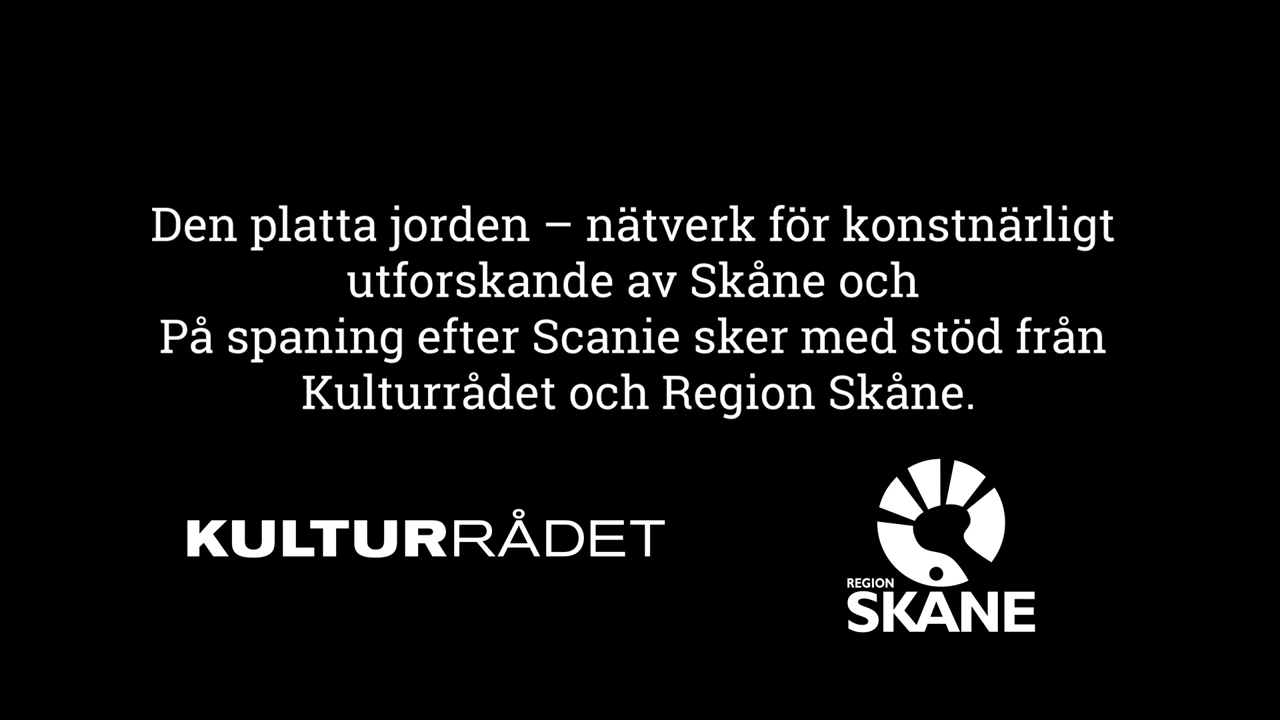 Den platta jorden – nätverk för konstnärligt
utforskande av Skåne och
På spaning efter Scanie sker med stöd från
Kulturrådet och Region Skåne.
KULTURRÅDET
REGION
SKÅNE